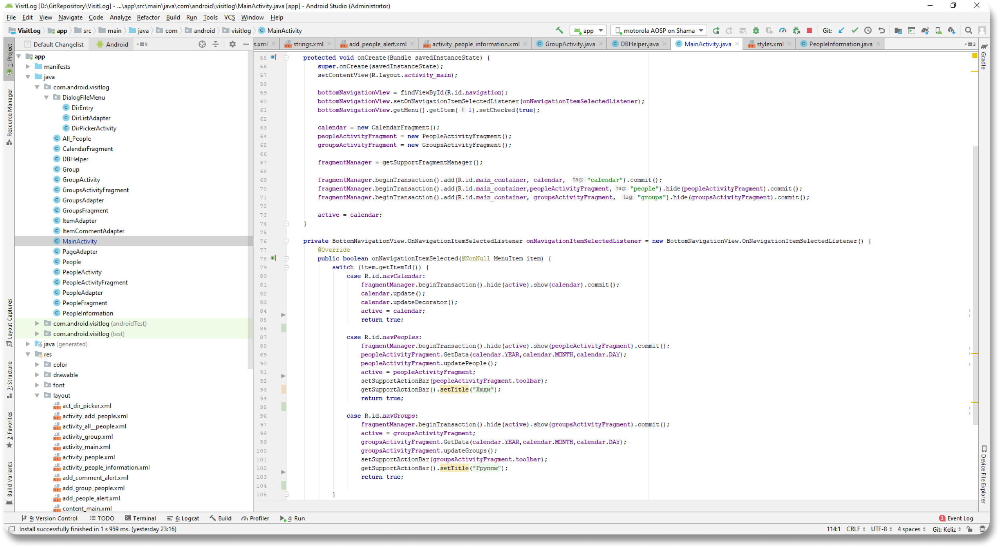 VisitLog [D:\GitRepository\VisitLog] - ...\app\src\main\java\com\android\visitlog\MainActivity.java [app] - Android Studio (Administrator)
File Edit View Navigate Code Analyze Refactor Build Run Tools VCS Window Help
VisitLog app src main java com android visitlog MainActivity app motorola AOSP on Shama Git:
Default Changelist Android 9 s.xml strings.xml add_people_alert.xml activity_people_information.xml GroupActivity.java DBHelper.java MainActivity.java styles.xml PeopleInformation.java 2
1: Project
Resource Manager
Layout Captures
7: Structure
2: Favorites
Build Variants
app
manifests
java
com.android.visitlog
DialogFileMenu
DirEntry
DirListAdapter
DirPickerActivity
All_People
CalendarFragment
DBHelper
Group
GroupActivity
GroupsActivityFragment
GroupsAdapter
GroupsFragment
ItemAdapter
ItemCommentAdapter
MainActivity
PageAdapter
People
PeopleActivity
PeopleActivityFragment
PeopleAdapter
PeopleFragment
PeopleInformation
com.android.visitlog (androidTest)
com.android.visitlog (test)
java (generated)
res
color
drawable
font
layout
act_dir_picker.xml
activity_add_people.xml
activity_all__people.xml
activity_group.xml
activity_main.xml
activity_people.xml
activity_people_information.xml
add_comment_alert.xml
add_group_people.xml
add_people_alert.xml
content_main.xml
55 protected void onCreate(Bundle savedInstanceState) {
56 super.onCreate(savedInstanceState);
57 setContentView(R.layout.activity_main);
58
59 bottomNavigationView = findViewById(R.id.navigation);
60 bottomNavigationView.setOnNavigationItemSelectedListener(onNavigationItemSelectedListener);
61 bottomNavigationView.getMenu().getItem( i: 1).setChecked(true);
62
63 calendar = new CalendarFragment();
64 peopleActivityFragment = new PeopleActivityFragment();
65 groupsActivityFragment = new GroupsActivityFragment();
66
67 fragmentManager = getSupportFragmentManager();
68
69 fragmentManager.beginTransaction().add(R.id.main_container, calendar, tag: "calendar").commit();
70 fragmentManager.beginTransaction().add(R.id.main_container,peopleActivityFragment, tag: "people").hide(peopleActivityFragment).commit();
71 fragmentManager.beginTransaction().add(R.id.main_container, groupsActivityFragment, tag: "groups").hide(groupsActivityFragment).commit();
72
73 active = calendar;
74 }
75
76 private BottomNavigationView.OnNavigationItemSelectedListener onNavigationItemSelectedListener = new BottomNavigationView.OnNavigationItemSelectedListener() {
77 @Override
78 public boolean onNavigationItemSelected(@NonNull MenuItem item) {
79 switch (item.getItemId()) {
80 case R.id.navCalendar:
81 fragmentManager.beginTransaction().hide(active).show(calendar).commit();
82 calendar.update();
83 calendar.updateDecorator();
84 active = calendar;
85 return true;
86
87 case R.id.navPeoples:
88 fragmentManager.beginTransaction().hide(active).show(peopleActivityFragment).commit();
89 peopleActivityFragment.GetData(calendar.YEAR,calendar.MONTH,calendar.DAY);
90 peopleActivityFragment.updatePeople();
91 active = peopleActivityFragment;
92 setSupportActionBar(peopleActivityFragment.toolbar);
93 getSupportActionBar().setTitle("Люди");
94 return true;
95
96 case R.id.navGroups:
97 fragmentManager.beginTransaction().hide(active).show(groupsActivityFragment).commit();
98 active = groupsActivityFragment;
99 groupsActivityFragment.GetData(calendar.YEAR,calendar.MONTH,calendar.DAY);
100 groupsActivityFragment.updateGroups();
101 setSupportActionBar(groupsActivityFragment.toolbar);
102 getSupportActionBar().setTitle("Группы");
103 return true;
104
105 }
Gradle
Device File Explorer
9: Version Control TODO Terminal 6: Logcat Build Profiler 4: Run 3 Event Log
Install successfully finished in 1 s 959 ms. (yesterday 23:16) 114:1 CRLF UTF-8 4 spaces Git: Keliz